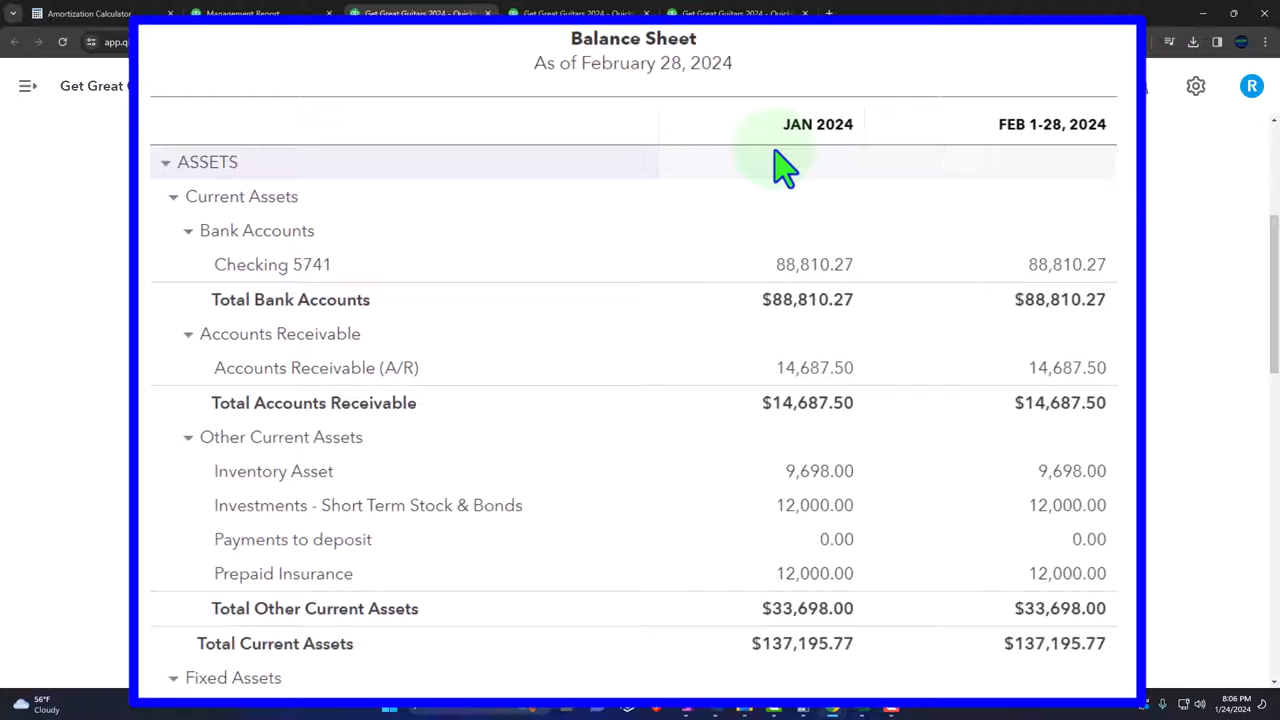 app.q
Get Great G
R
Balance Sheet
As of February 28, 2024
JAN 2024 FEB 1-28, 2024
ASSETS
Current Assets
Bank Accounts
Checking 5741 88,810.27 88,810.27
Total Bank Accounts $88,810.27 $88,810.27
Accounts Receivable
Accounts Receivable (A/R) 14,687.50 14,687.50
Total Accounts Receivable $14,687.50 $14,687.50
Other Current Assets
Inventory Asset 9,698.00 9,698.00
Investments - Short Term Stock & Bonds 12,000.00 12,000.00
Payments to deposit 0.00 0.00
Prepaid Insurance 12,000.00 12,000.00
Total Other Current Assets $33,698.00 $33,698.00
Total Current Assets $137,195.77 $137,195.77
Fixed Assets
56°F
Cloudy
8:06 PM
1/24/2024